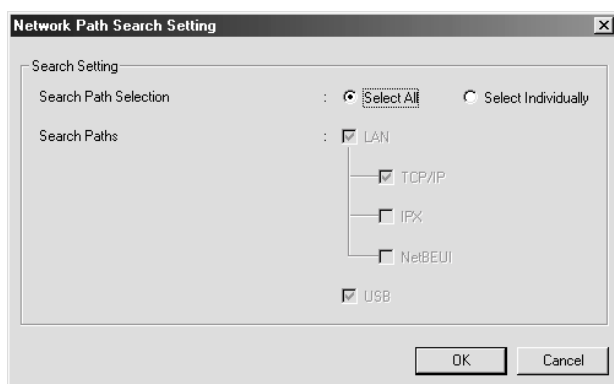 Network Path Search Setting
Search Setting
Search Path Selection : Select All Select Individually
Search Paths : LAN
TCP/IP
IPX
NetBEUI
USB
OK Cancel